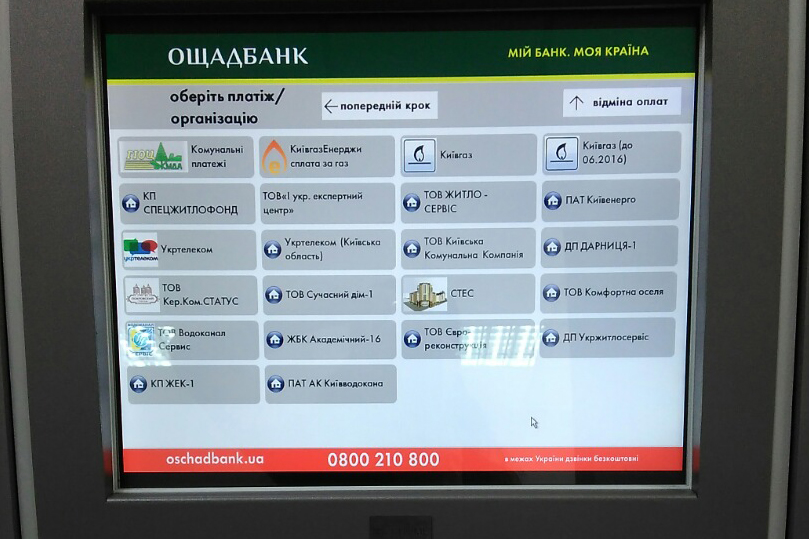 ОЩАДБАНК
МІЙ БАНК. МОЯ КРАЇНА
оберіть платіж/
організацію
попередній крок
відміна оплат
Комунальні
платежі
КиївгазЕнерджи
сплата за газ
Київгаз
Київгаз (до
06.2016)
КП
СПЕЦЖИТЛОФОНД
ТОВ«І укр. експертний
центр»
ТОВ ЖИТЛО -
СЕРВІС
ПАТ Київенерго
укртелеком
Укртелеком
Укртелеком (Київська
область)
ТОВ Київська
Комунальна Компанія
ДП ДАРНИЦЯ-1
ТОВ
Кер.Ком.СТАТУС
ТОВ Сучасний дім-1
СТЕС
ТОВ Комфортна оселя
ТОВ Водоканал
Сервіс
ЖБК Академічний-16
ТОВ Євро-
реконструкція
ДП Укржитлосервіс
КП ЖЕК-1
ПАТ АК Київводокана
oschadbank.ua
0800 210 800
в межах України дзвінки безкоштовні